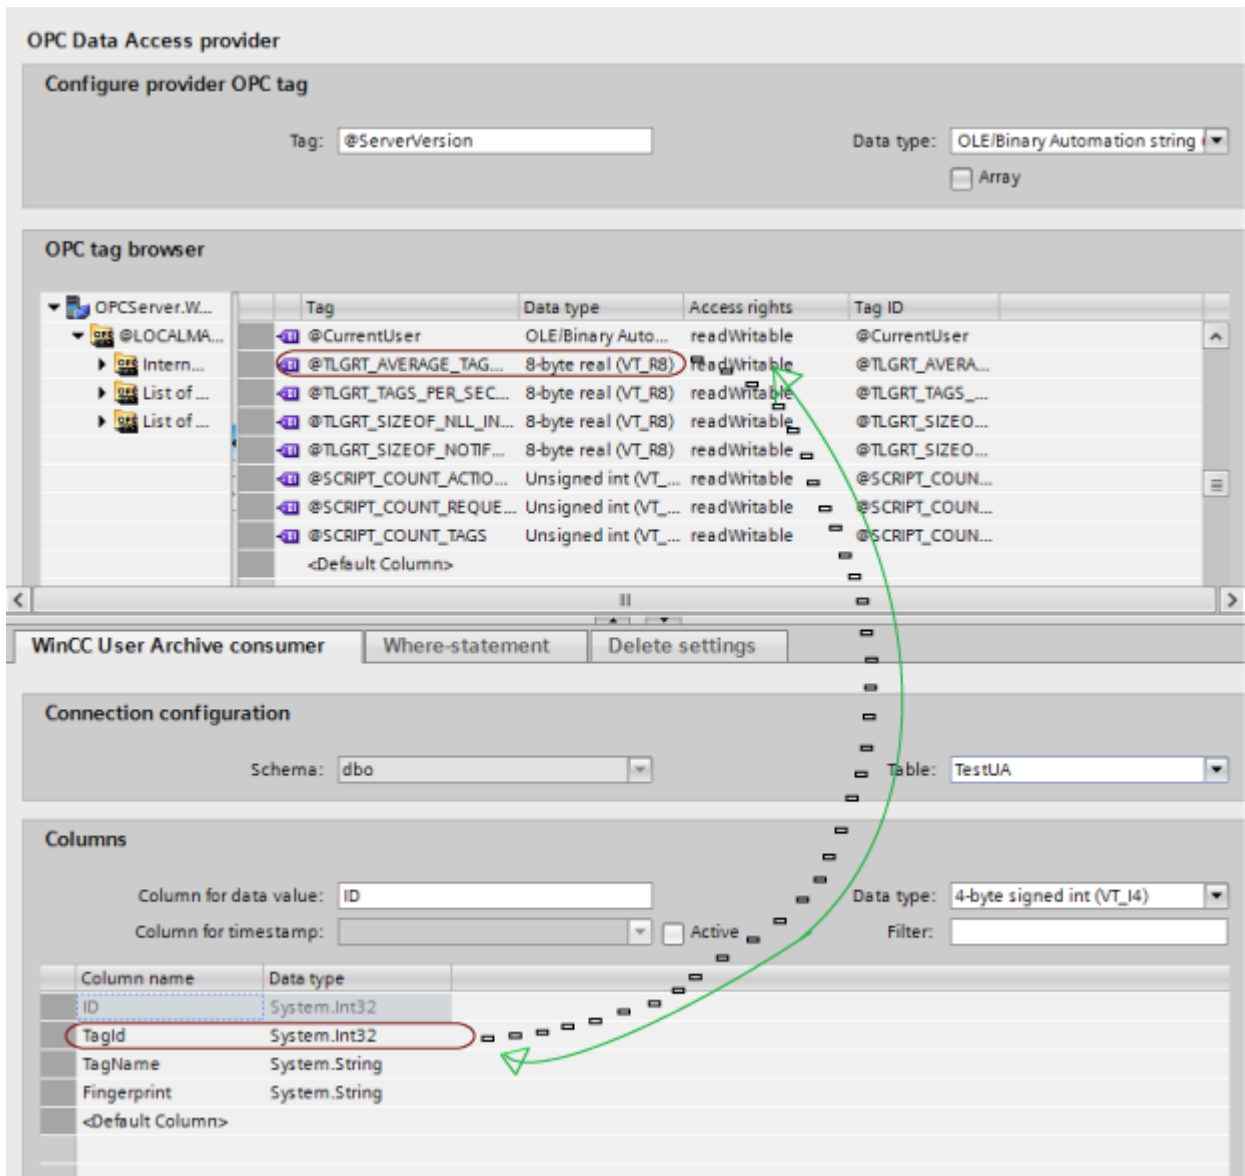 OPC Data Access provider
Configure provider OPC tag
Tag: @ServerVersion Data type: OLE/Binary Automation string
Array
OPC tag browser
OPCServer.W... Tag Data type Access rights Tag ID
@LOCALMA... @CurrentUser OLE/Binary Auto... readWritable @CurrentUser
Intern... @TLGRT_AVERAGE_TAG... 8-byte real (VT_R8) readWritable @TLGRT_AVERA...
List of ... @TLGRT_TAGS_PER_SEC... 8-byte real (VT_R8) readWritable @TLGRT_TAGS_...
List of ... @TLGRT_SIZEOF_NLL_IN... 8-byte real (VT_R8) readWritable @TLGRT_SIZEO...
@TLGRT_SIZEOF_NOTIF... 8-byte real (VT_R8) readWritable @TLGRT_SIZEO...
@SCRIPT_COUNT_ACTIO... Unsigned int (VT_... readWritable @SCRIPT_COUN...
@SCRIPT_COUNT_REQUE... Unsigned int (VT_... readWritable @SCRIPT_COUN...
@SCRIPT_COUNT_TAGS Unsigned int (VT_... readWritable @SCRIPT_COUN...
<Default Column>
WinCC User Archive consumer Where-statement Delete settings
Connection configuration
Schema: dbo Table: TestUA
Columns
Column for data value: ID Data type: 4-byte signed int (VT_I4)
Column for timestamp: Active Filter:
Column name Data type
ID System.Int32
TagId System.Int32
TagName System.String
Fingerprint System.String
<Default Column>